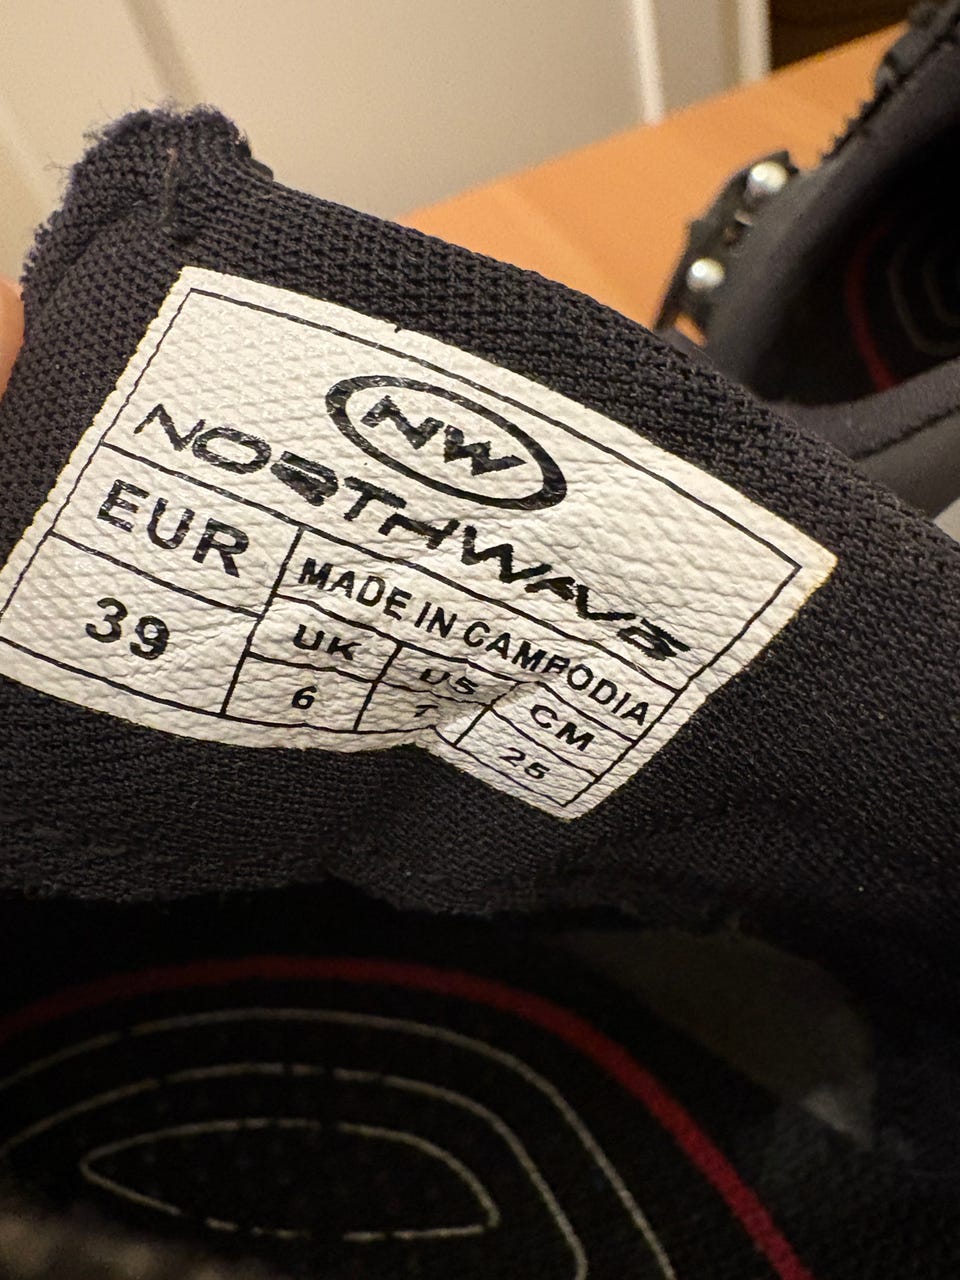 NW
NORTHWAVE
EUR MADE IN CAMBODIA
39 UK US CM
6 7 25